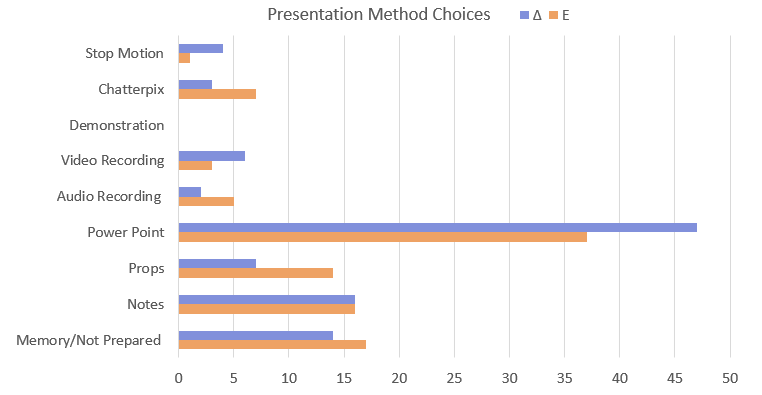 Presentation Method Choices
Δ E
Stop Motion
Chatterpix
Demonstration
Video Recording
Audio Recording
Power Point
Props
Notes
Memory/Not Prepared
0 5 10 15 20 25 30 35 40 45 50